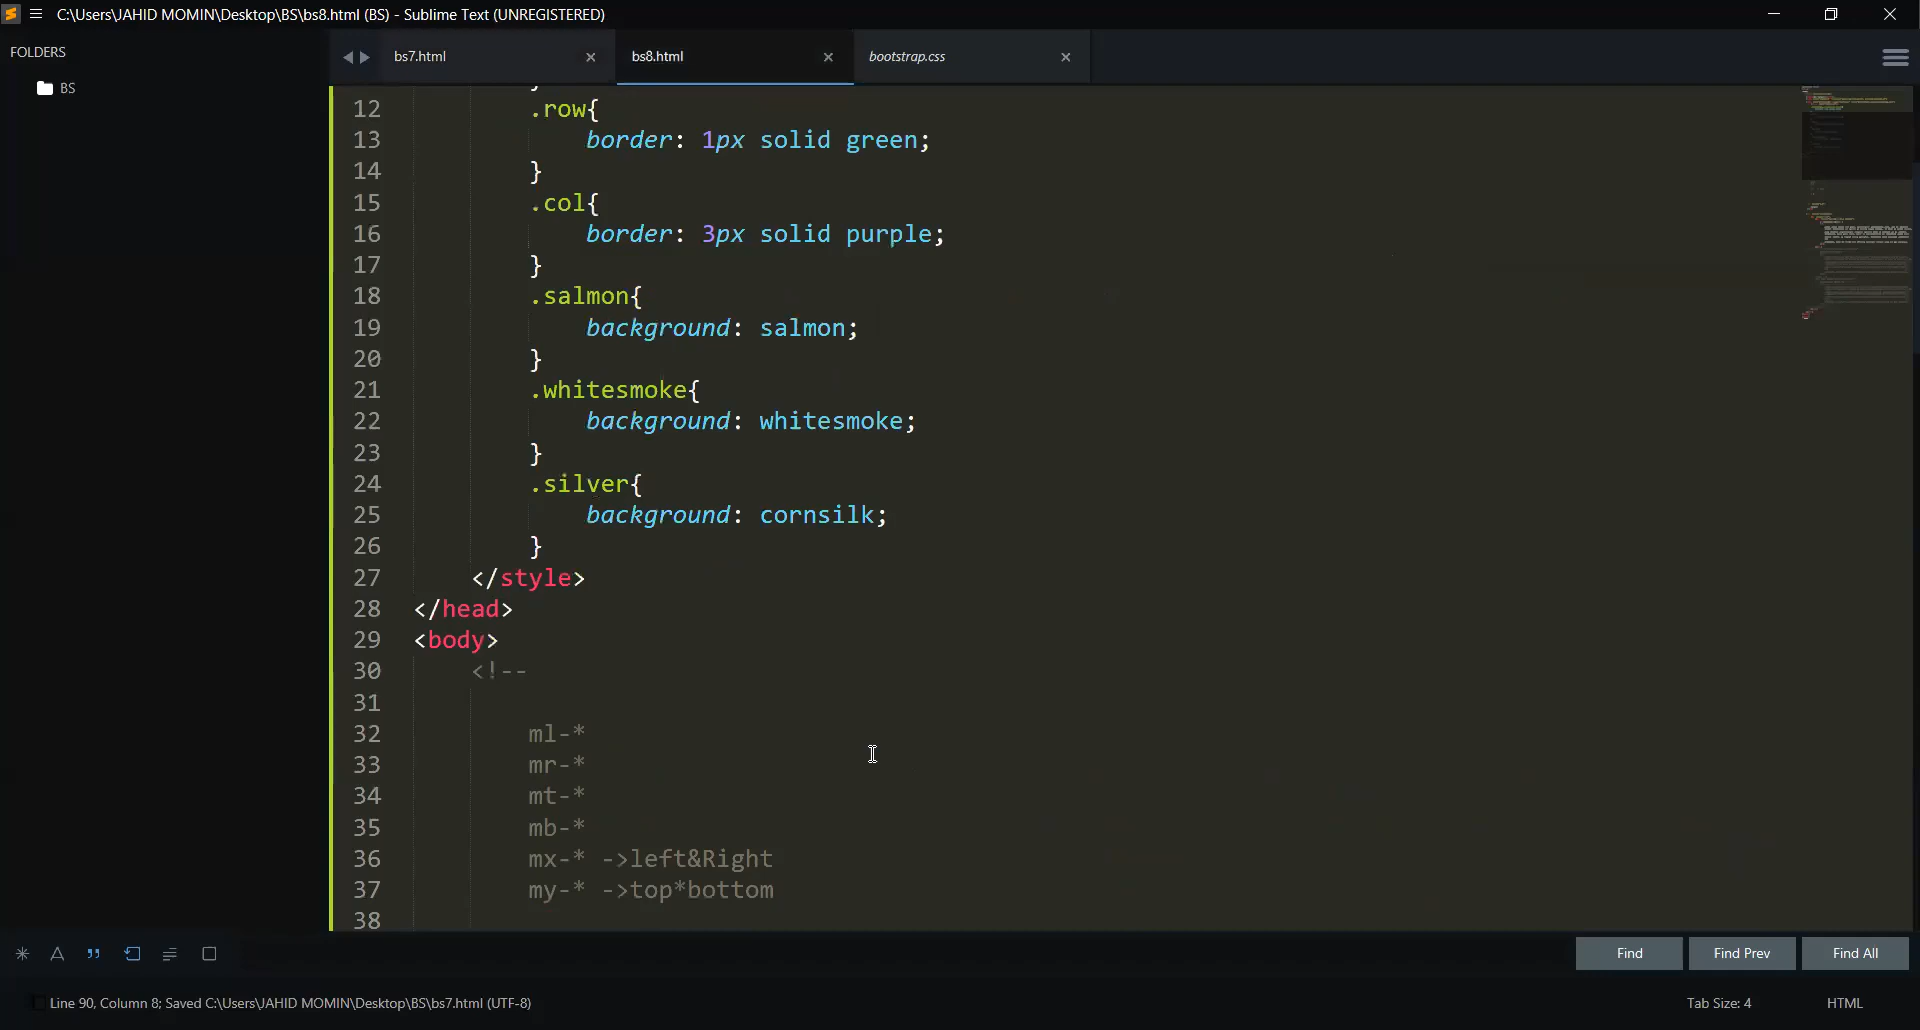 C:\Users\JAHID MOMIN\Desktop\BS\bs8.html (BS) - Sublime Text (UNREGISTERED)
FOLDERS
BS
bs7.html
bs8.html
bootstrap.css
12 .row{
13 border: 1px solid green;
14 }
15 .col{
16 border: 3px solid purple;
17 }
18 .salmon{
19 background: salmon;
20 }
21 .whitesmoke{
22 background: whitesmoke;
23 }
24 .silver{
25 background: cornsilk;
26 }
27 </style>
28 </head>
29 <body>
30 <!--
31
32 ml-*
33 mr-*
34 mt-*
35 mb-*
36 mx-* ->left&Right
37 my-* ->top*bottom
38
Find
Find Prev
Find All
Line 90, Column 8; Saved C:\Users\JAHID MOMIN\Desktop\BS\bs7.html (UTF-8)
Tab Size: 4
HTML